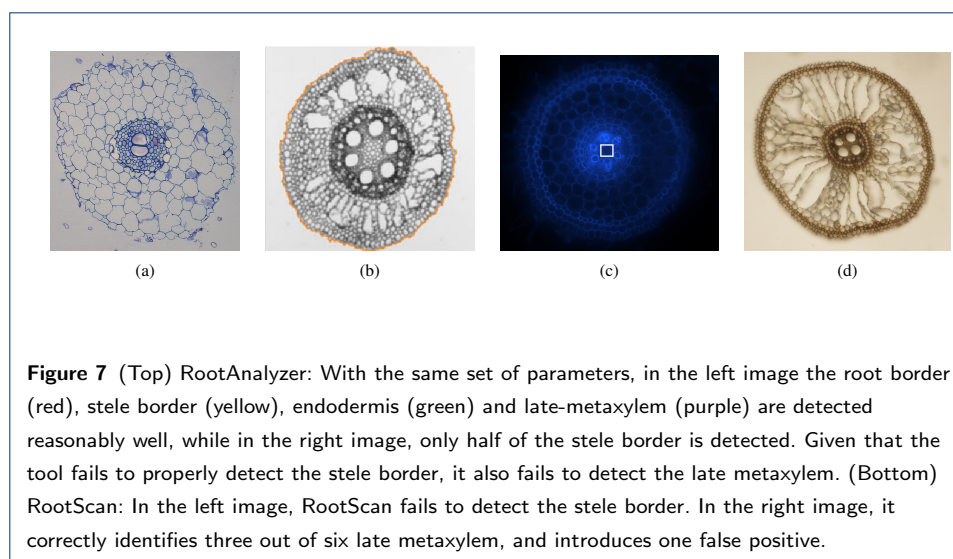 (a)
(b)
(c)
(d)
Figure 7 (Top) RootAnalyzer: With the same set of parameters, in the left image the root border
(red), stele border (yellow), endodermis (green) and late-metaxylem (purple) are detected
reasonably well, while in the right image, only half of the stele border is detected. Given that the
tool fails to properly detect the stele border, it also fails to detect the late metaxylem. (Bottom)
RootScan: In the left image, RootScan fails to detect the stele border. In the right image, it
correctly identifies three out of six late metaxylem, and introduces one false positive.